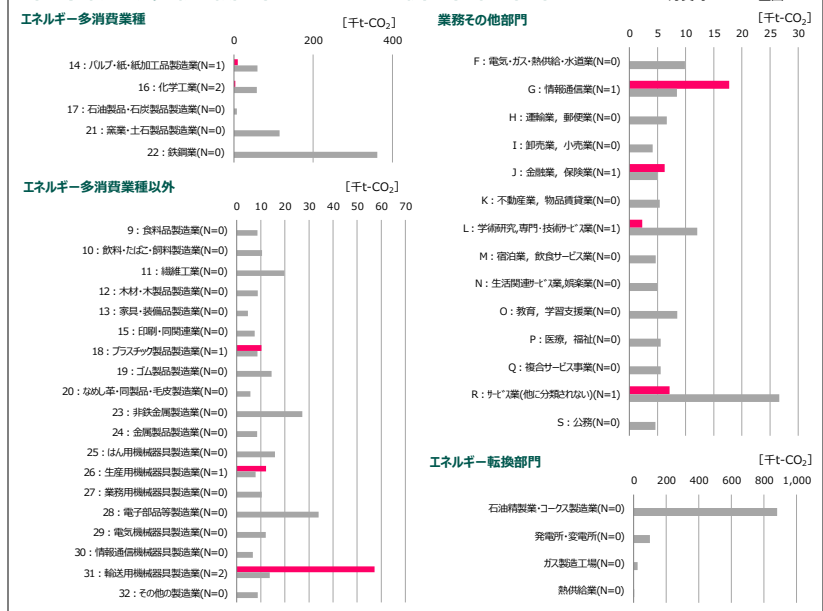 エネルギー多消費業種
[千t-CO₂]
0 200 400
14：パルプ・紙・紙加工品製造業(N=1)
16：化学工業(N=2)
17：石油製品・石炭製品製造業(N=0)
21：窯業・土石製品製造業(N=0)
22：鉄鋼業(N=0)
エネルギー多消費業種以外
[千t-CO₂]
0 10 20 30 40 50 60 70
9：食料品製造業(N=0)
10：飲料・たばこ・飼料製造業(N=0)
11：繊維工業(N=0)
12：木材・木製品製造業(N=0)
13：家具・装備品製造業(N=0)
15：印刷・同関連業(N=0)
18：プラスチック製品製造業(N=1)
19：ゴム製品製造業(N=0)
20：なめし革・同製品・毛皮製造業(N=0)
23：非鉄金属製造業(N=0)
24：金属製品製造業(N=0)
25：はん用機械器具製造業(N=0)
26：生産用機械器具製造業(N=1)
27：業務用機械器具製造業(N=0)
28：電子部品等製造業(N=0)
29：電気機械器具製造業(N=0)
30：情報通信機械器具製造業(N=0)
31：輸送用機械器具製造業(N=2)
32：その他の製造業(N=0)
業務その他部門
[千t-CO₂]
0 5 10 15 20 25 30
F：電気・ガス・熱供給・水道業(N=0)
G：情報通信業(N=1)
H：運輸業，郵便業(N=0)
I：卸売業，小売業(N=0)
J：金融業，保険業(N=1)
K：不動産業，物品賃貸業(N=0)
L：学術研究,専門・技術サービス業(N=1)
M：宿泊業，飲食サービス業(N=0)
N：生活関連サービス業,娯楽業(N=0)
O：教育，学習支援業(N=0)
P：医療，福祉(N=0)
Q：複合サービス事業(N=0)
R：サービス業(他に分類されない)(N=1)
S：公務(N=0)
エネルギー転換部門
[千t-CO₂]
0 200 400 600 800 1,000
石油精製業・コークス製造業(N=0)
発電所・変電所(N=0)
ガス製造工場(N=0)
熱供給業(N=0)